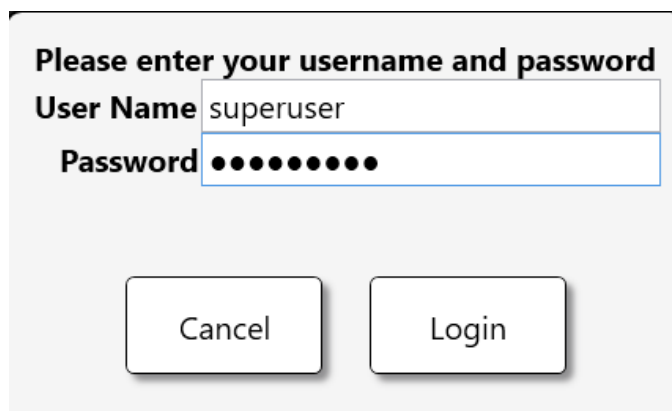 Please enter your username and password
User Name superuser
Password ●●●●●●●●●
Cancel Login